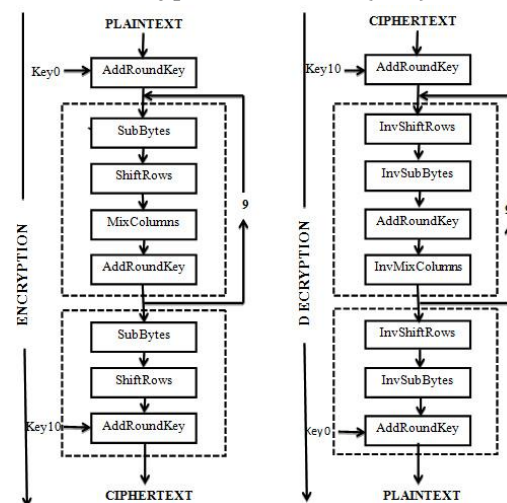 PLAINTEXT
Key0
AddRoundKey
SubBytes
ShiftRows
MixColumns
AddRoundKey
9
SubBytes
ShiftRows
Key10
AddRoundKey
CIPHERTEXT
ENCRYPTION
CIPHERTEXT
Key10
AddRoundKey
InvShiftRows
InvSubBytes
AddRoundKey
InvMixColumns
9
InvShiftRows
InvSubBytes
Key0
AddRoundKey
PLAINTEXT
DECRYPTION